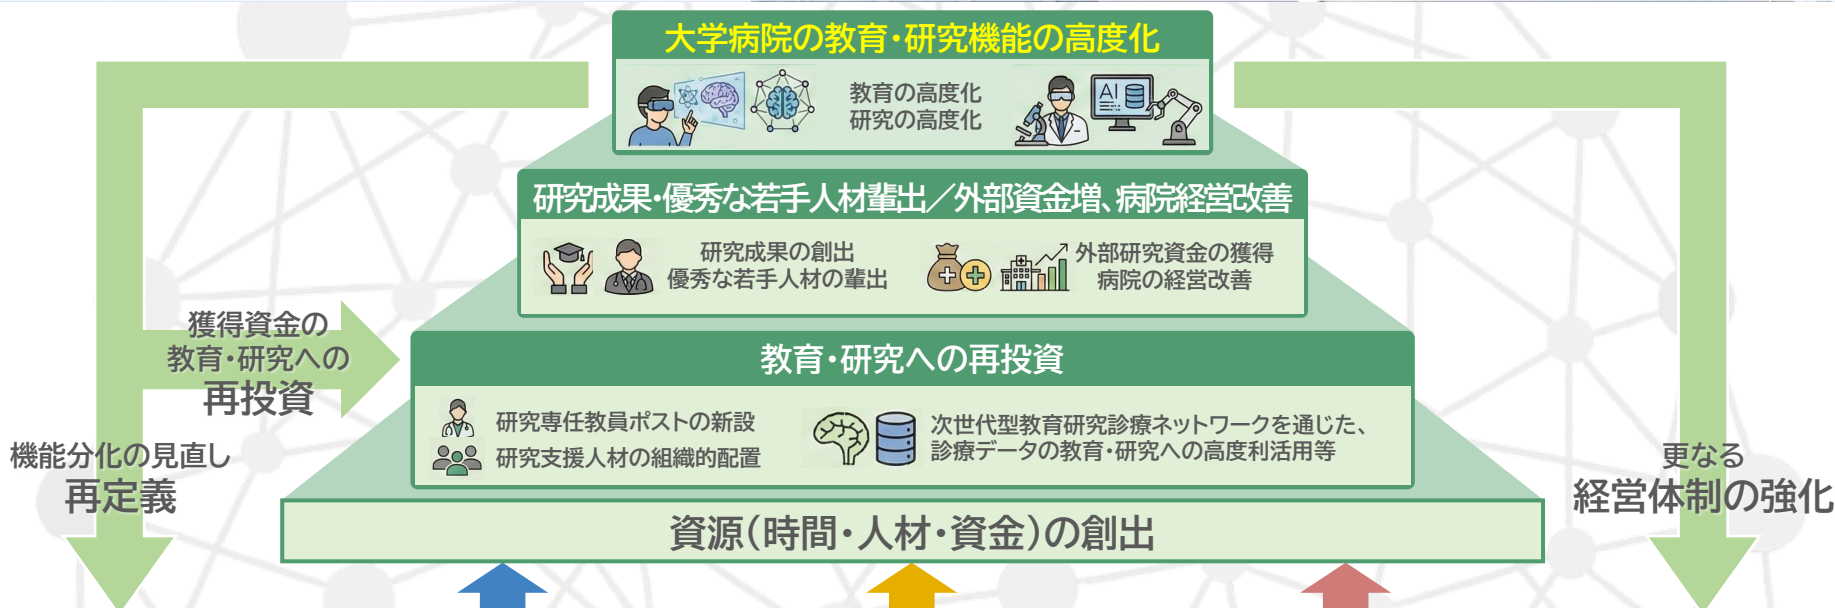 大学病院の教育・研究機能の高度化
教育の高度化
研究の高度化
AI
研究成果・優秀な若手人材輩出／外部資金増、病院経営改善
研究成果の創出
優秀な若手人材の輩出
外部研究資金の獲得
病院の経営改善
獲得資金の
教育・研究への
再投資
教育・研究への再投資
研究専任教員ポストの新設
研究支援人材の組織的配置
次世代型教育研究診療ネットワークを通じた、
診療データの教育・研究への高度利活用等
機能分化の見直し
再定義
更なる
経営体制の強化
資源（時間・人材・資金）の創出